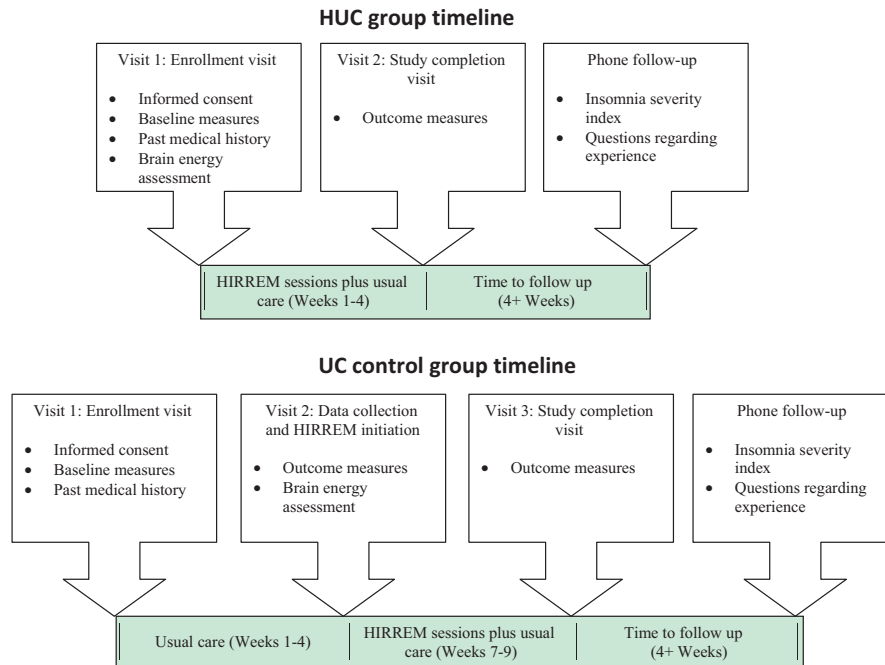 HUC group timeline
Visit 1: Enrollment visit
• Informed consent
• Baseline measures
• Past medical history
• Brain energy
assessment
Visit 2: Study completion
visit
• Outcome measures
Phone follow-up
• Insomnia severity
index
• Questions regarding
experience
HIRREM sessions plus usual
care (Weeks 1-4)
Time to follow up
(4+ Weeks)
UC control group timeline
Visit 1: Enrollment visit
• Informed consent
• Baseline measures
• Past medical history
Visit 2: Data collection
and HIRREM initiation
• Outcome measures
• Brain energy
assessment
Visit 3: Study completion
visit
• Outcome measures
Phone follow-up
• Insomnia severity
index
• Questions regarding
experience
Usual care (Weeks 1-4)
HIRREM sessions plus usual
care (Weeks 7-9)
Time to follow up
(4+ Weeks)